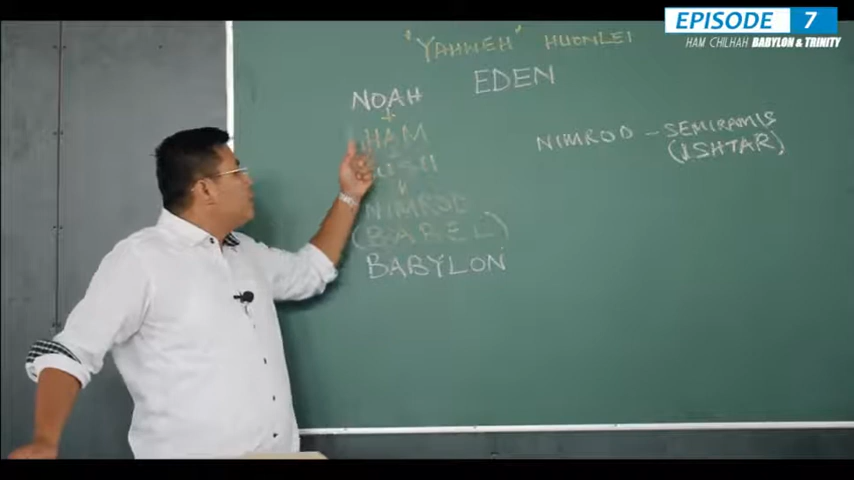 EPISODE 7
HAM CHILHAH BABYLON & TRINITY
"YAHWEH" HUONLEI
EDEN
NOAH
HAM
NIMROD - SEMIRAMIS
(ISHTAR)
NIMROD
(BABEL)
BABYLON